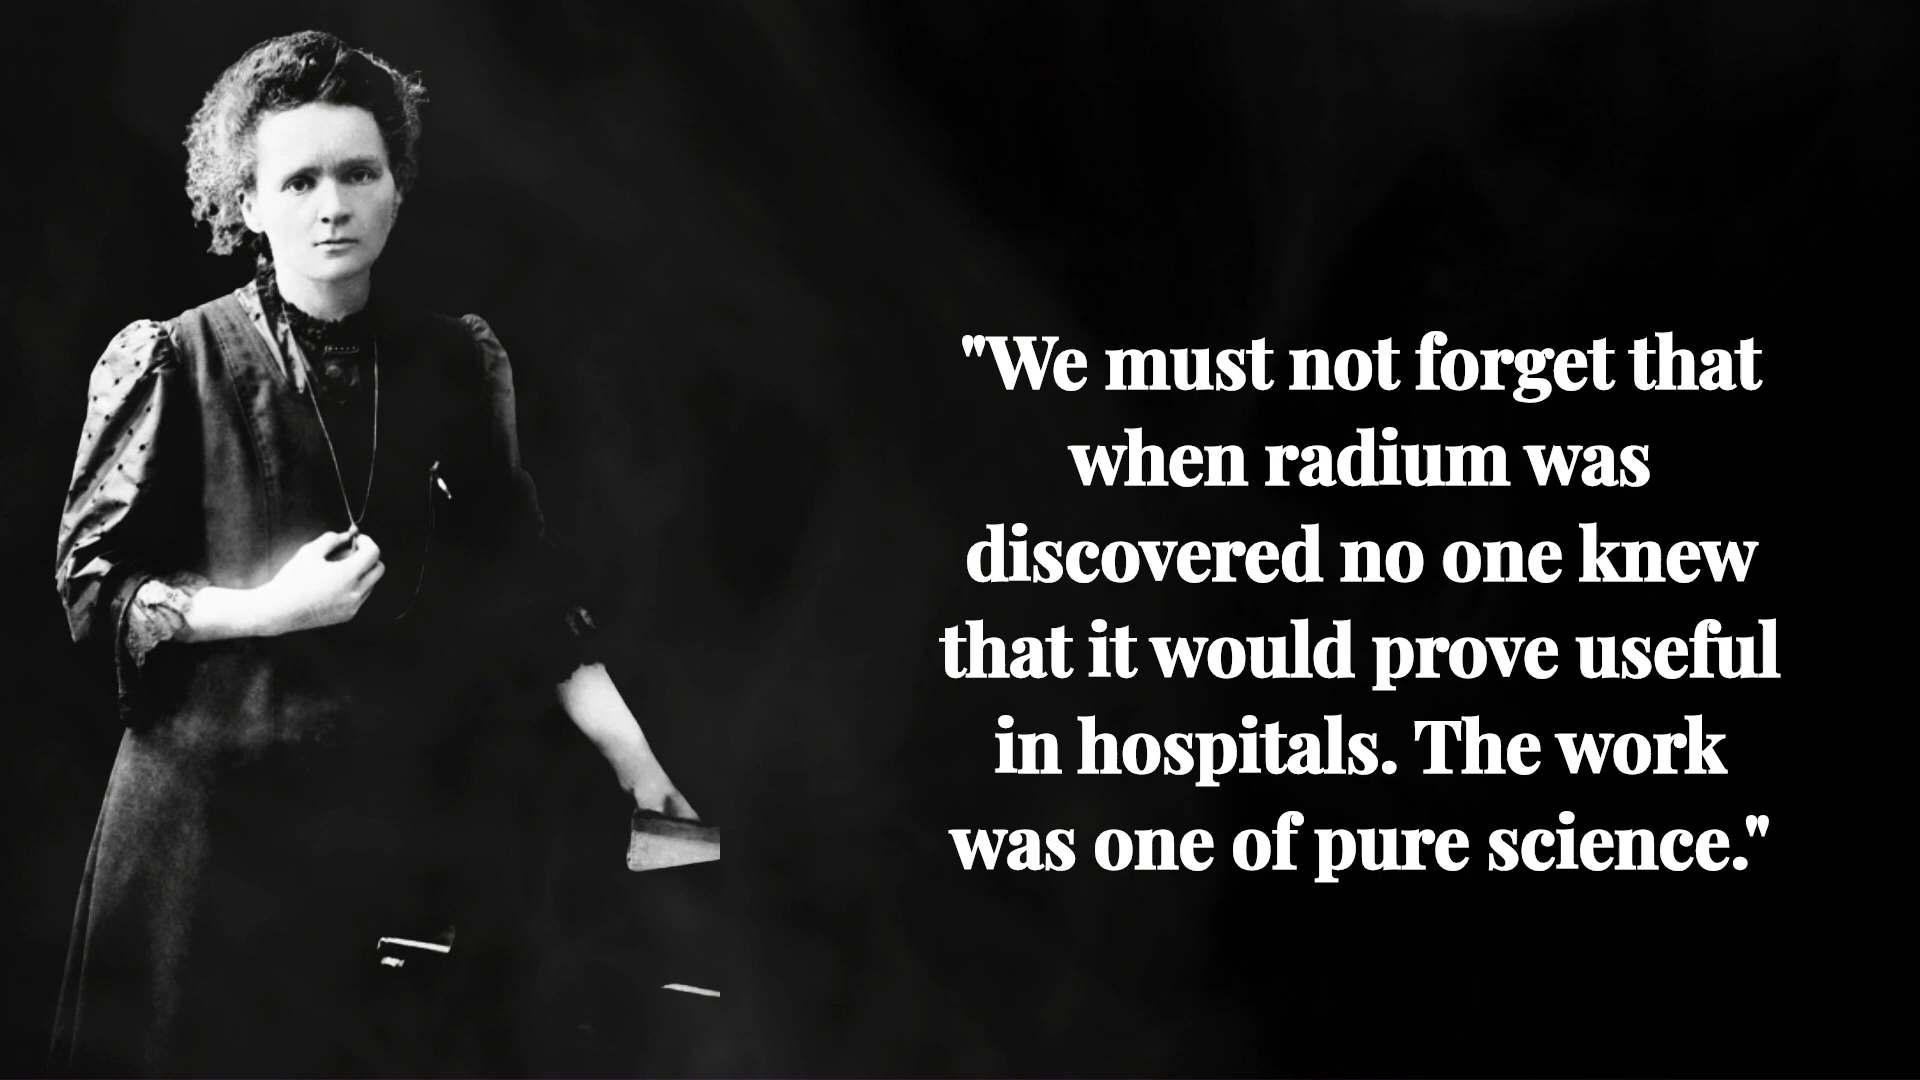 "We must not forget that
when radium was
discovered no one knew
that it would prove useful
in hospitals. The work
was one of pure science."